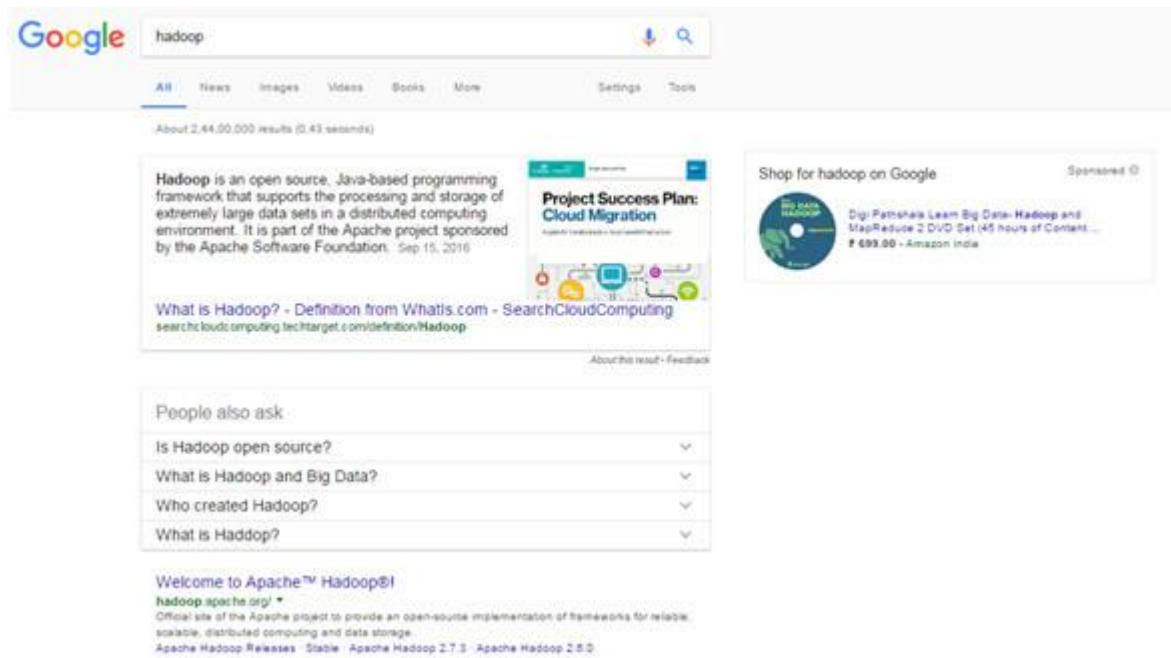 Google
hadoop
All News Images Videos Books More Settings Tools
About 2,44,00,000 results (0.43 seconds)
Hadoop is an open source, Java-based programming
framework that supports the processing and storage of
extremely large data sets in a distributed computing
environment. It is part of the Apache project sponsored
by the Apache Software Foundation. Sep 15, 2016
Project Success Plan:
Cloud Migration
What is Hadoop? - Definition from WhatIs.com - SearchCloudComputing
searchcloudcomputing.techtarget.com/definition/Hadoop
About this result • Feedback
People also ask
Is Hadoop open source?
What is Hadoop and Big Data?
Who created Hadoop?
What is Haddop?
Welcome to Apache™ Hadoop®!
hadoop.apache.org/
Official site of the Apache project to provide an open-source implementation of frameworks for reliable,
scalable, distributed computing and data storage.
Apache Hadoop Releases · Stable · Apache Hadoop 2.7.3 · Apache Hadoop 2.6.0
Shop for hadoop on Google
Sponsored
BIG DATA
HADOOP
Digi Pathshala Learn Big Data- Hadoop and
MapReduce 2 DVD Set (45 hours of Content ...
₹ 699.00 - Amazon India